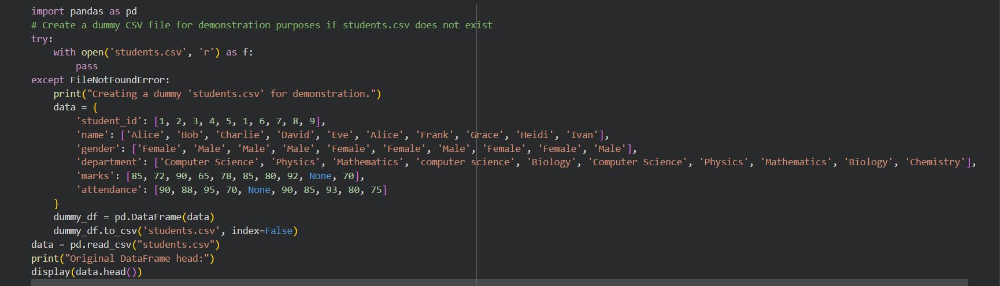 import pandas as pd
# Create a dummy CSV file for demonstration purposes if students.csv does not exist
try:
    with open('students.csv', 'r') as f:
        pass
except FileNotFoundError:
    print("Creating a dummy 'students.csv' for demonstration.")
    data = {
        'student_id': [1, 2, 3, 4, 5, 1, 6, 7, 8, 9],
        'name': ['Alice', 'Bob', 'Charlie', 'David', 'Eve', 'Alice', 'Frank', 'Grace', 'Heidi', 'Ivan'],
        'gender': ['Female', 'Male', 'Male', 'Male', 'Female', 'Female', 'Male', 'Female', 'Female', 'Male'],
        'department': ['Computer Science', 'Physics', 'Mathematics', 'computer science', 'Biology', 'Computer Science', 'Physics', 'Mathematics', 'Biology', 'Chemistry'],
        'marks': [85, 72, 90, 65, 78, 85, 80, 92, None, 70],
        'attendance': [90, 88, 95, 70, None, 90, 85, 93, 80, 75]
    }
    dummy_df = pd.DataFrame(data)
    dummy_df.to_csv('students.csv', index=False)
data = pd.read_csv("students.csv")
print("Original DataFrame head:")
display(data.head())